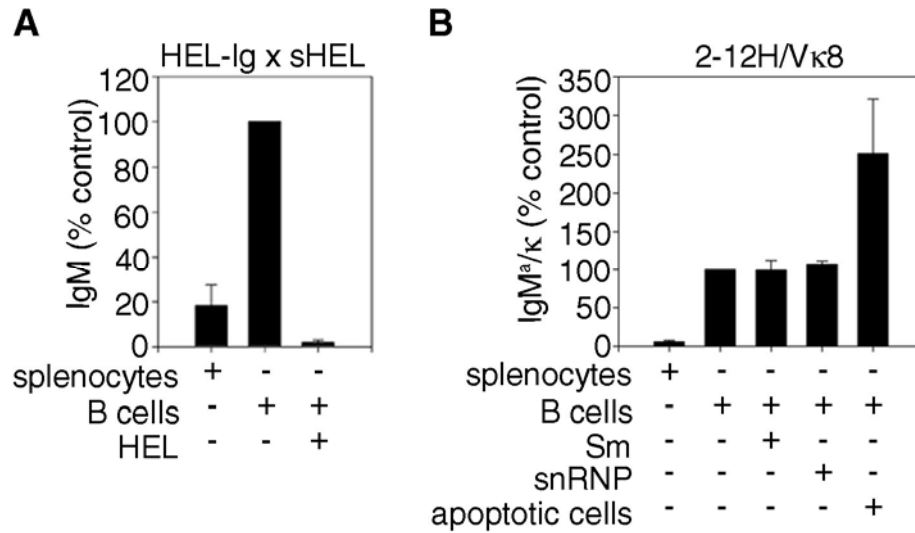 A
HEL-Ig x sHEL
IgM (% control)
120
100
80
60
40
20
0
splenocytes + - -
B cells - + +
HEL - - +
B
2-12H/Vκ8
IgMᵃ/κ (% control)
350
300
250
200
150
100
50
0
splenocytes + - - - -
B cells - + + + +
Sm - - + - -
snRNP - - - + -
apoptotic cells - - - - +